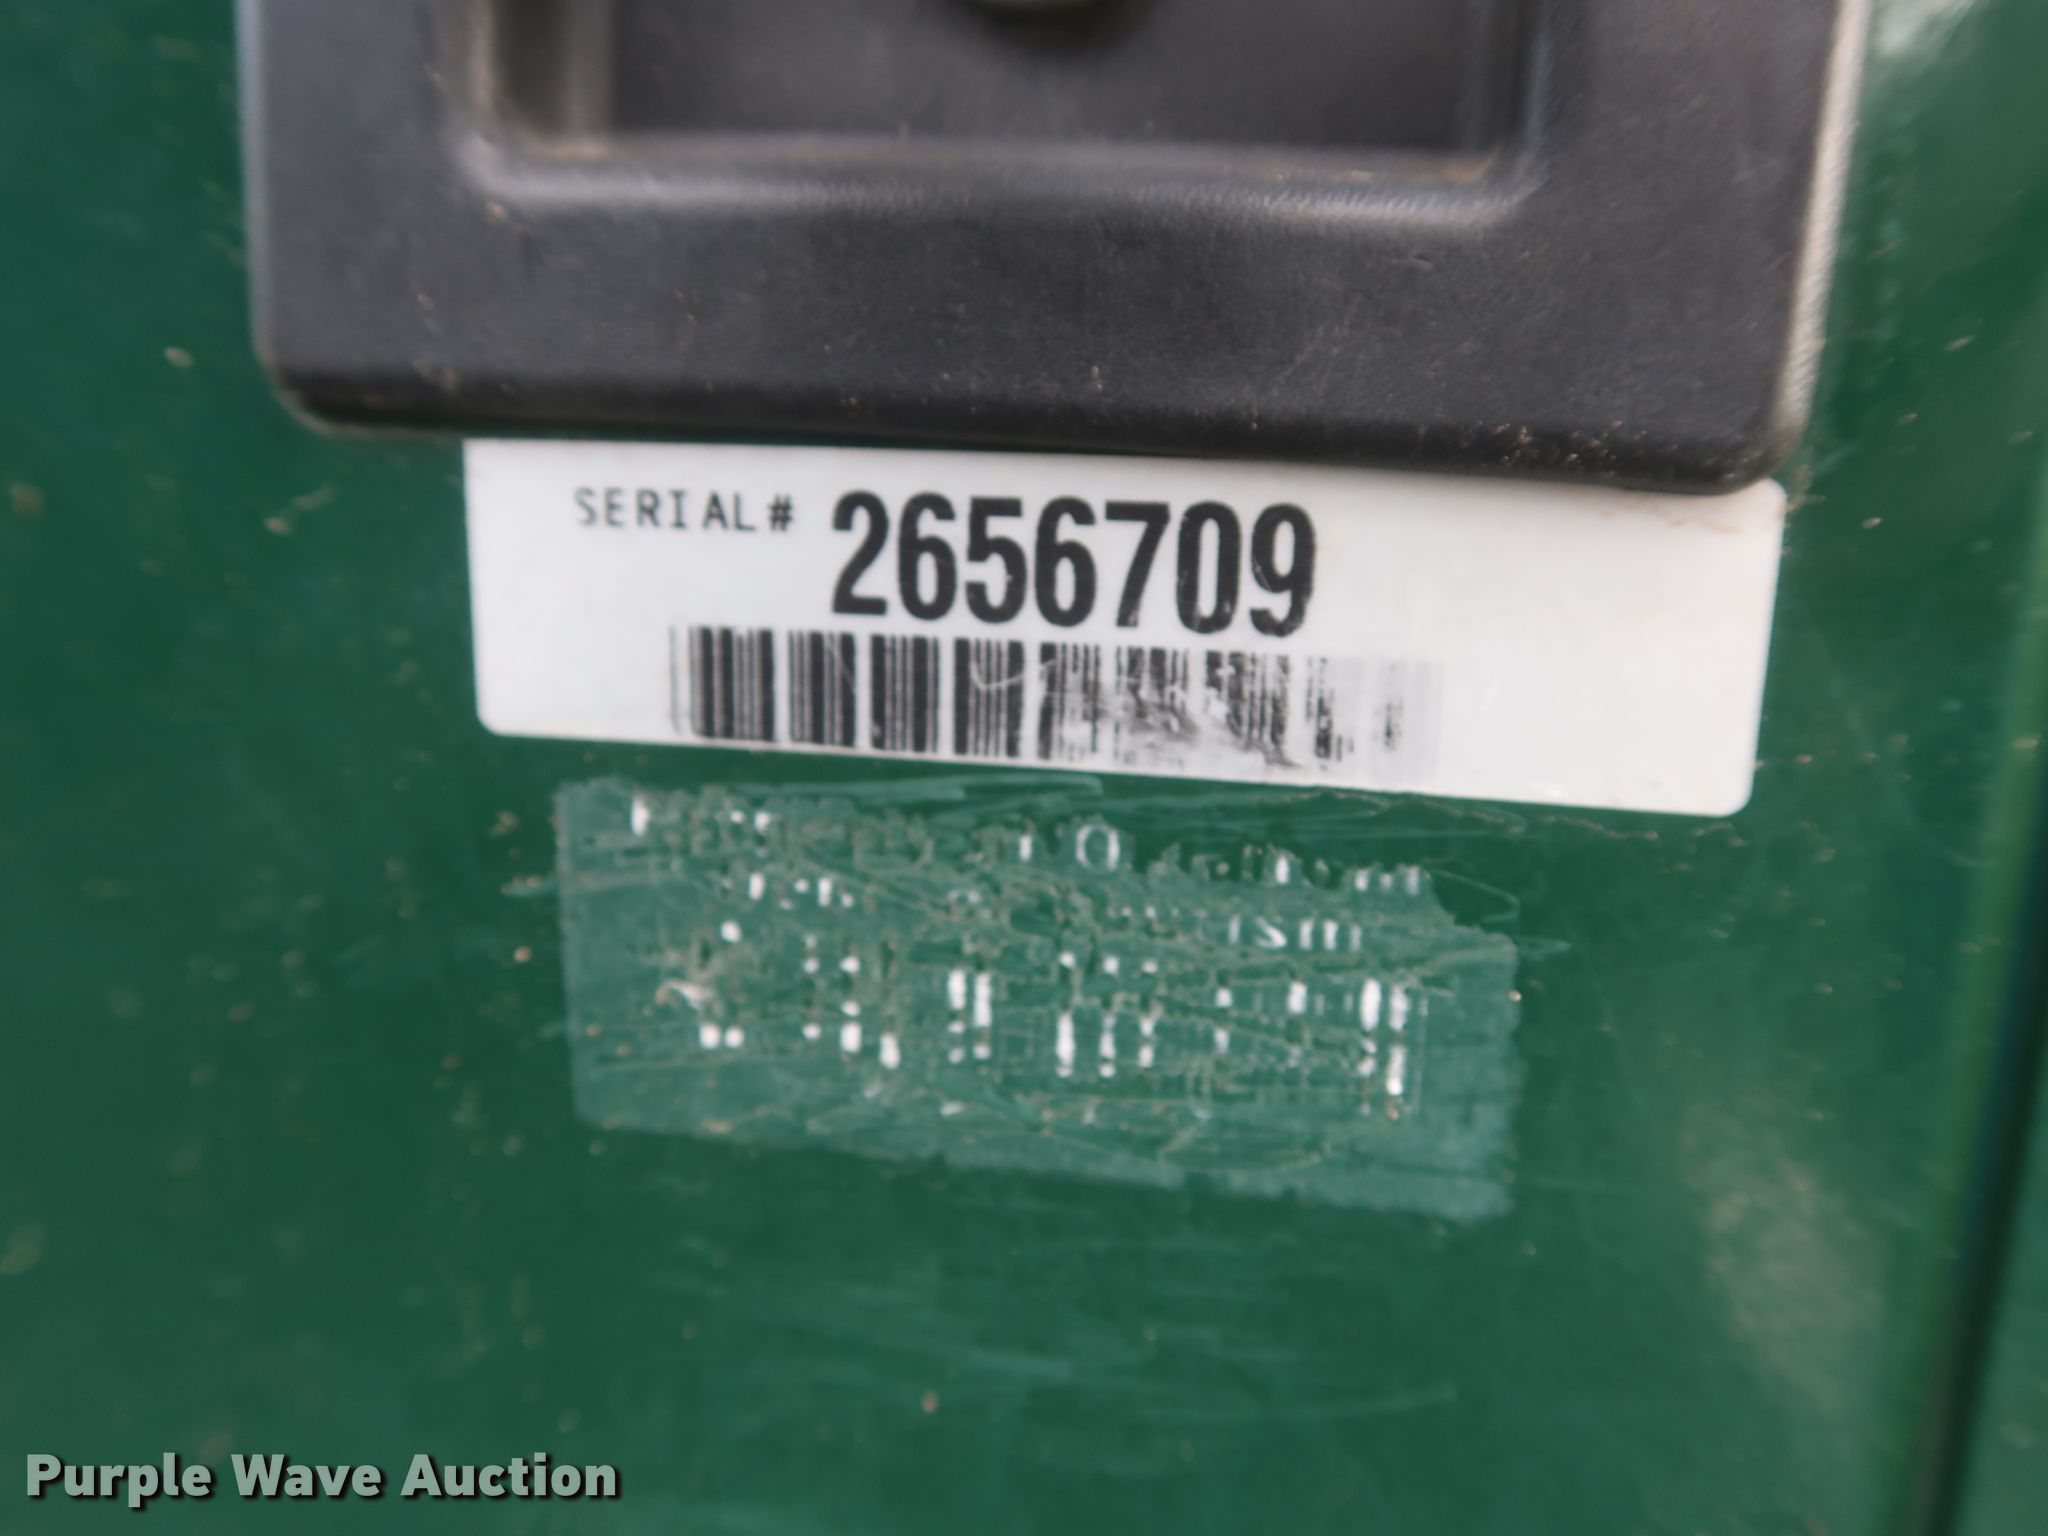 SERIAL# 2656709
Purple Wave Auction